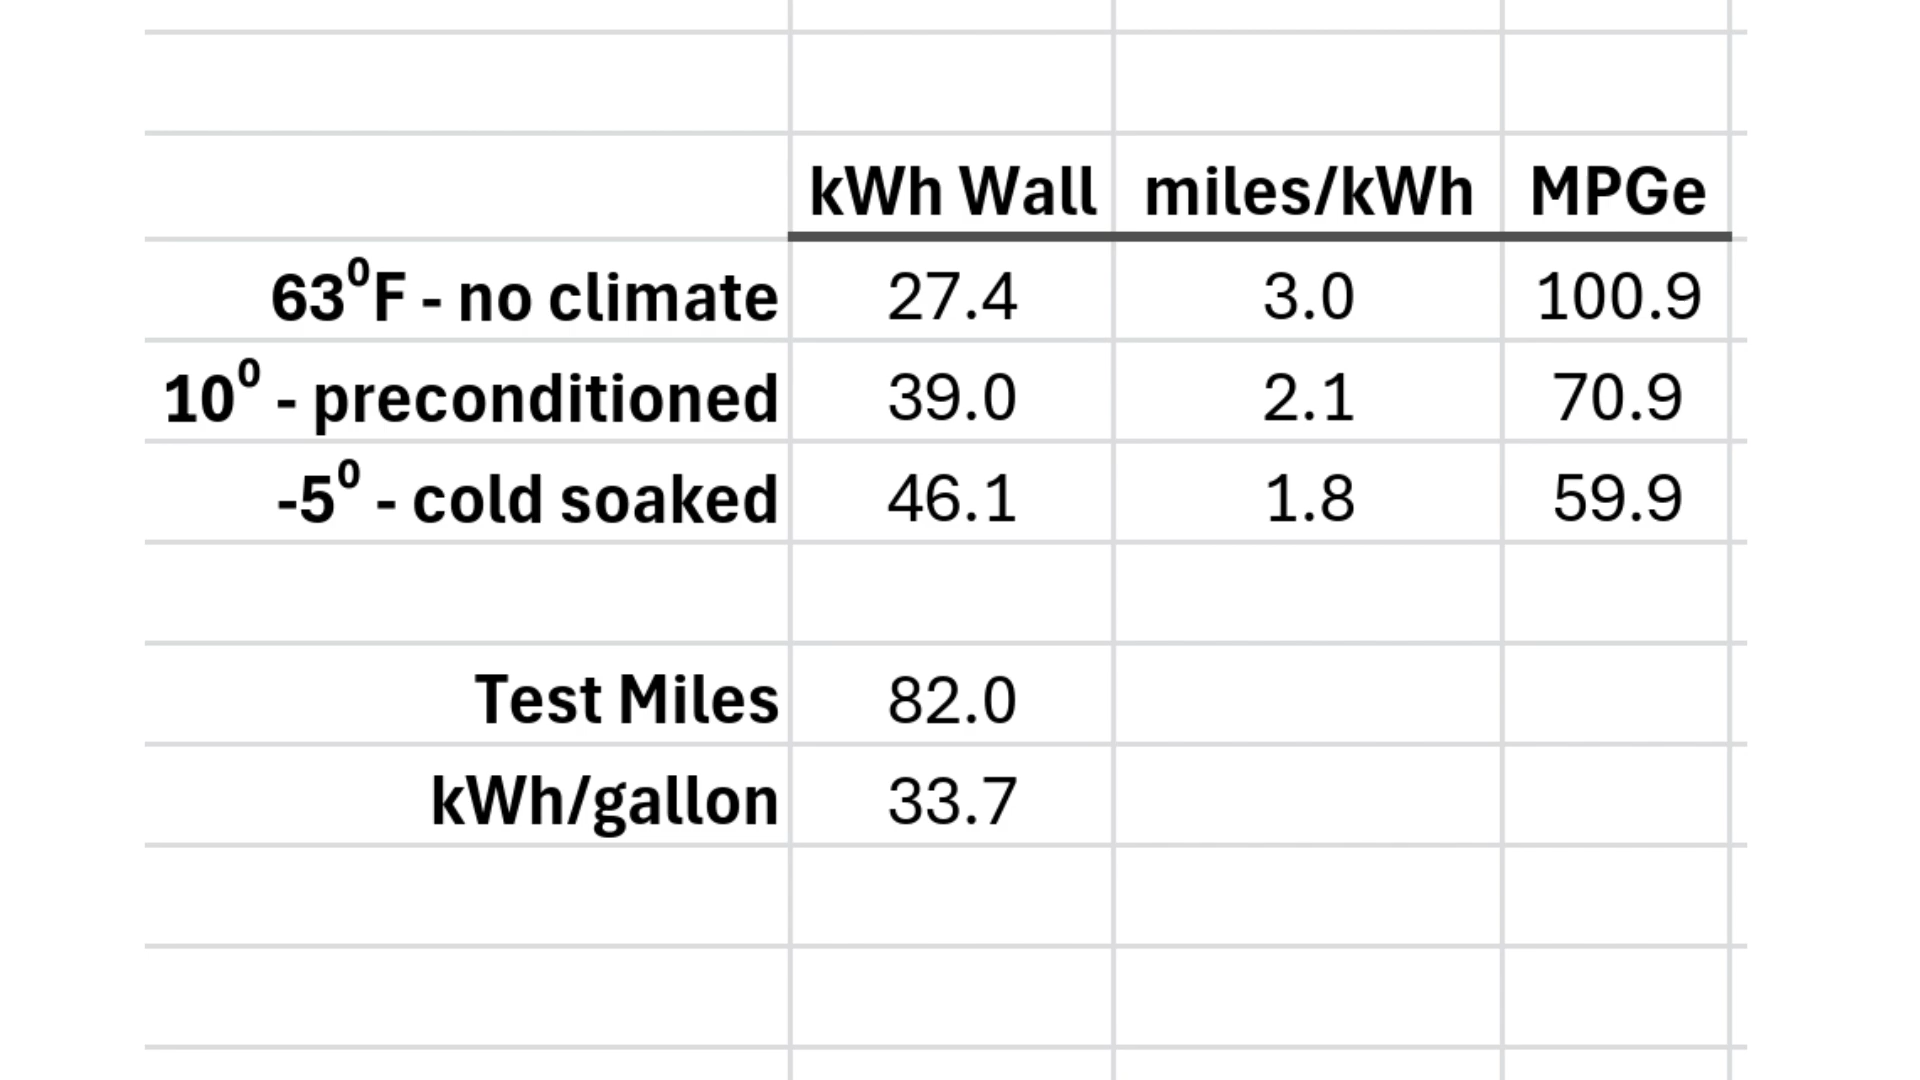 kWh Wall miles/kWh MPGe
63⁰F - no climate 27.4 3.0 100.9
10⁰ - preconditioned 39.0 2.1 70.9
-5⁰ - cold soaked 46.1 1.8 59.9
Test Miles 82.0
kWh/gallon 33.7